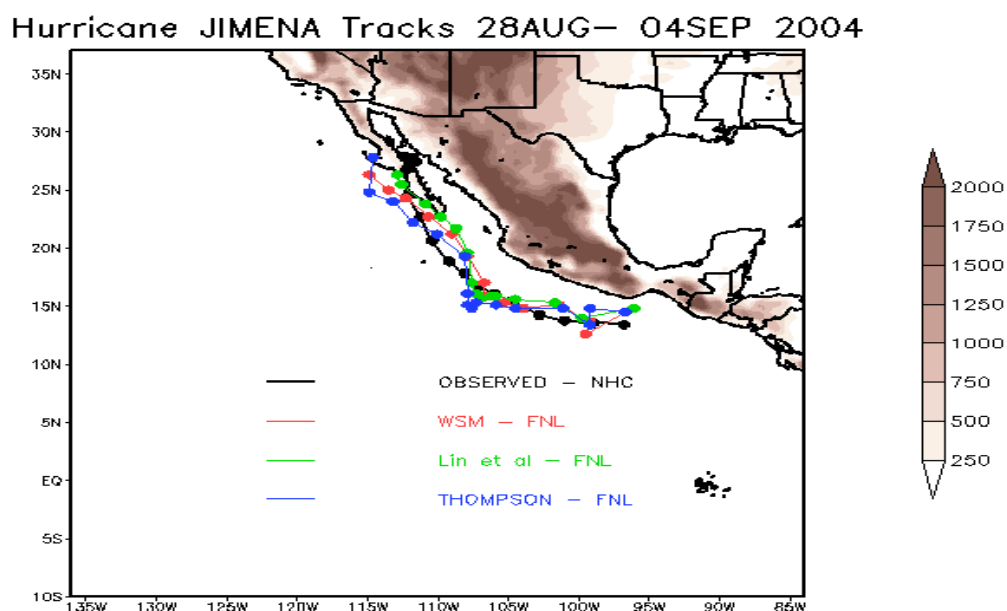 Hurricane JIMENA Tracks 28AUG– 04SEP 2004
35N
30N
25N
20N
15N
10N
5N
EQ
5S
10S
135W 130W 125W 120W 115W 110W 105W 100W 95W 90W 85W
OBSERVED – NHC
WSM – FNL
Lin et al – FNL
THOMPSON – FNL
2000
1750
1500
1250
1000
750
500
250